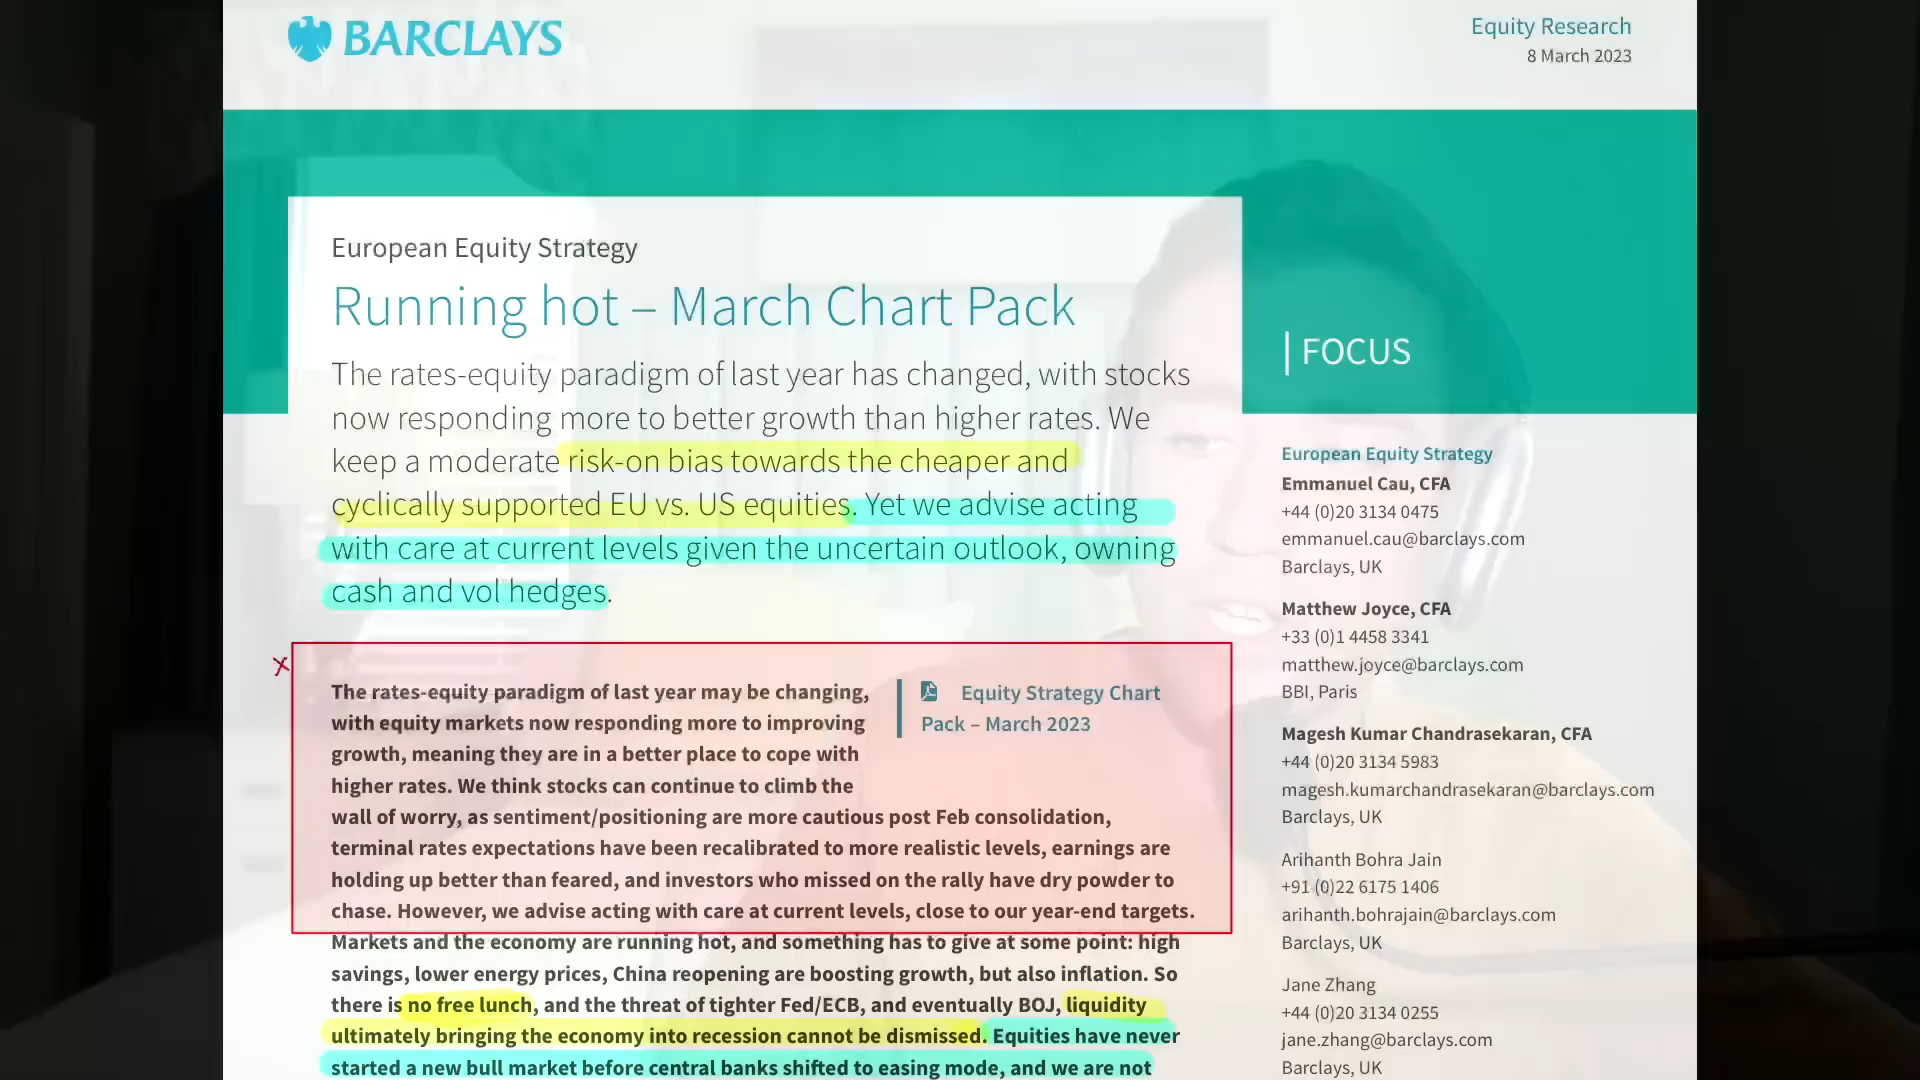 BARCLAYS
Equity Research
8 March 2023
European Equity Strategy
Running hot – March Chart Pack
The rates-equity paradigm of last year has changed, with stocks
now responding more to better growth than higher rates. We
keep a moderate risk-on bias towards the cheaper and
cyclically supported EU vs. US equities. Yet we advise acting
with care at current levels given the uncertain outlook, owning
cash and vol hedges.
The rates-equity paradigm of last year may be changing,
with equity markets now responding more to improving
growth, meaning they are in a better place to cope with
higher rates. We think stocks can continue to climb the
wall of worry, as sentiment/positioning are more cautious post Feb consolidation,
terminal rates expectations have been recalibrated to more realistic levels, earnings are
holding up better than feared, and investors who missed on the rally have dry powder to
chase. However, we advise acting with care at current levels, close to our year-end targets.
Markets and the economy are running hot, and something has to give at some point: high
savings, lower energy prices, China reopening are boosting growth, but also inflation. So
there is no free lunch, and the threat of tighter Fed/ECB, and eventually BOJ, liquidity
ultimately bringing the economy into recession cannot be dismissed. Equities have never
started a new bull market before central banks shifted to easing mode, and we are not
Equity Strategy Chart
Pack – March 2023
FOCUS
European Equity Strategy
Emmanuel Cau, CFA
+44 (0)20 3134 0475
emmanuel.cau@barclays.com
Barclays, UK
Matthew Joyce, CFA
+33 (0)1 4458 3341
matthew.joyce@barclays.com
BBI, Paris
Magesh Kumar Chandrasekaran, CFA
+44 (0)20 3134 5983
magesh.kumarchandrasekaran@barclays.com
Barclays, UK
Arihanth Bohra Jain
+91 (0)22 6175 1406
arihanth.bohrajain@barclays.com
Barclays, UK
Jane Zhang
+44 (0)20 3134 0255
jane.zhang@barclays.com
Barclays, UK